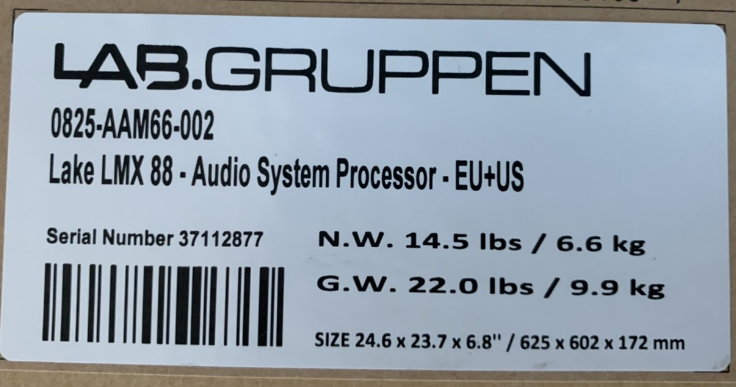 LAB.GRUPPEN
0825-AAM66-002
Lake LMX 88 - Audio System Processor - EU+US
Serial Number 37112877
N.W. 14.5 lbs / 6.6 kg
G.W. 22.0 lbs / 9.9 kg
SIZE 24.6 x 23.7 x 6.8" / 625 x 602 x 172 mm